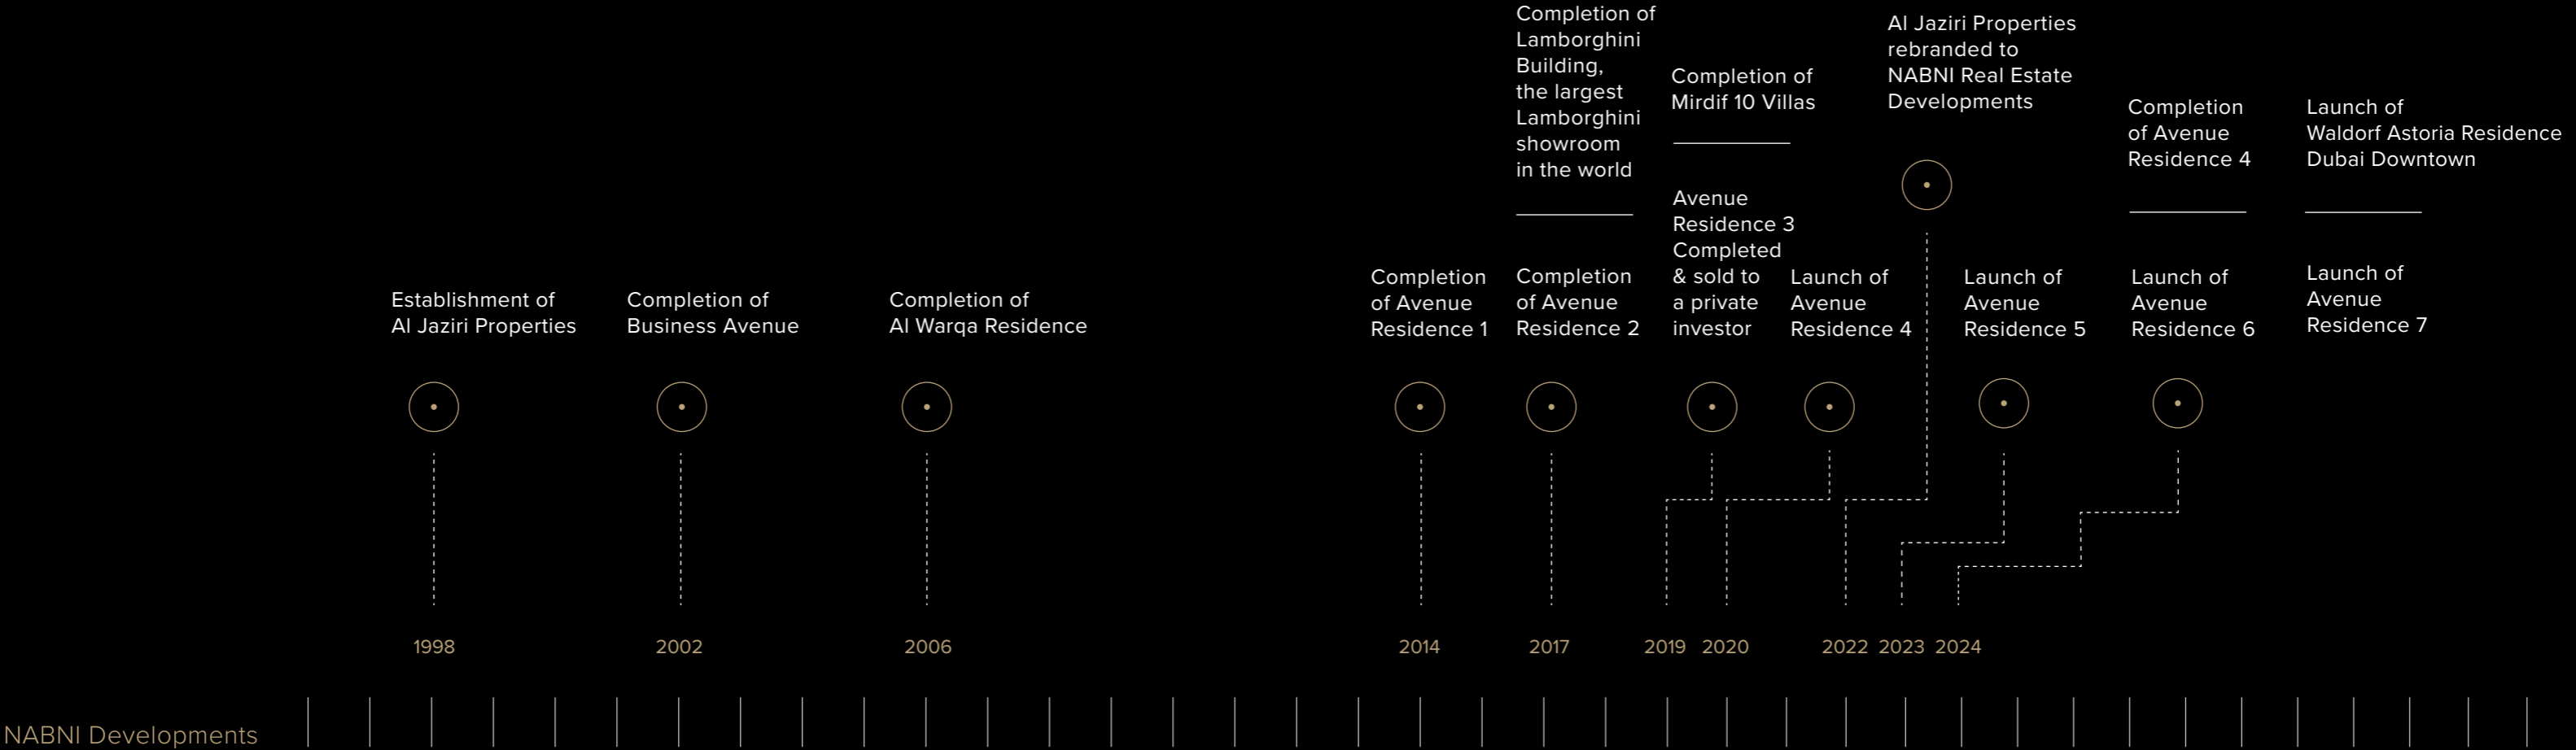 Establishment of
Al Jaziri Properties
Completion of
Business Avenue
Completion of
Al Warqa Residence
Completion
of Avenue
Residence 1
Completion of
Lamborghini
Building,
the largest
Lamborghini
showroom
in the world
Completion
of Avenue
Residence 2
Completion of
Mirdif 10 Villas
Avenue
Residence 3
Completed
& sold to
a private
investor
Launch of
Avenue
Residence 4
Al Jaziri Properties
rebranded to
NABNI Real Estate
Developments
Launch of
Avenue
Residence 5
Completion
of Avenue
Residence 4
Launch of
Avenue
Residence 6
Launch of
Waldorf Astoria Residence
Dubai Downtown
Launch of
Avenue
Residence 7
1998
2002
2006
2014
2017
2019
2020
2022
2023
2024
NABNI Developments